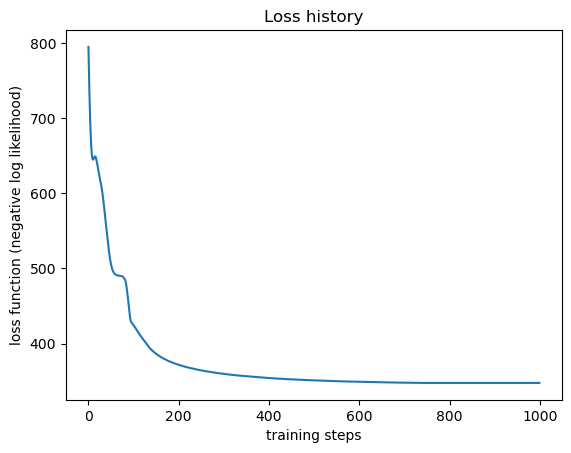 Loss history
loss function (negative log likelihood)
800
700
600
500
400
0 200 400 600 800 1000
training steps